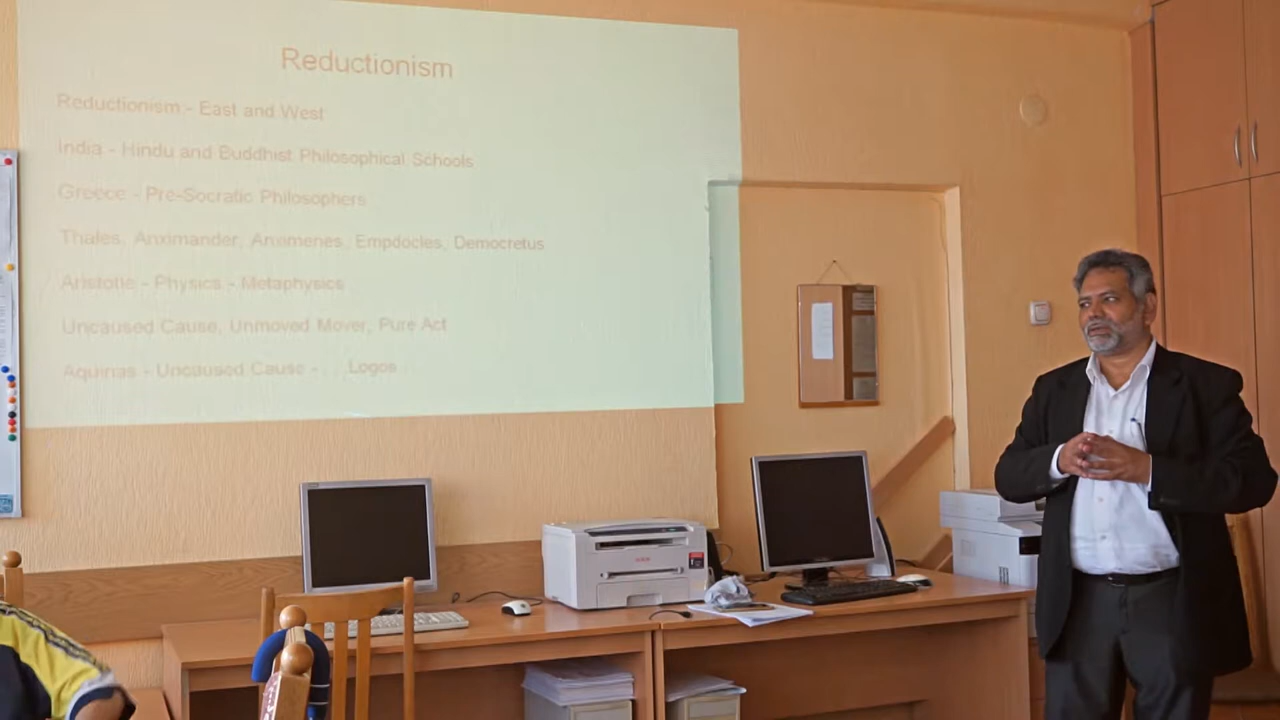 Reductionism
Reductionism - East and West
India - Hindu and Buddhist Philosophical Schools
Greece - Pre-Socratic Philosophers
Thales, Anximander, Anximenes, Empdocles, Democretus
Aristotle - Physics - Metaphysics
Uncaused Cause, Unmoved Mover, Pure Act
Aquinas - Uncaused Cause - Logos